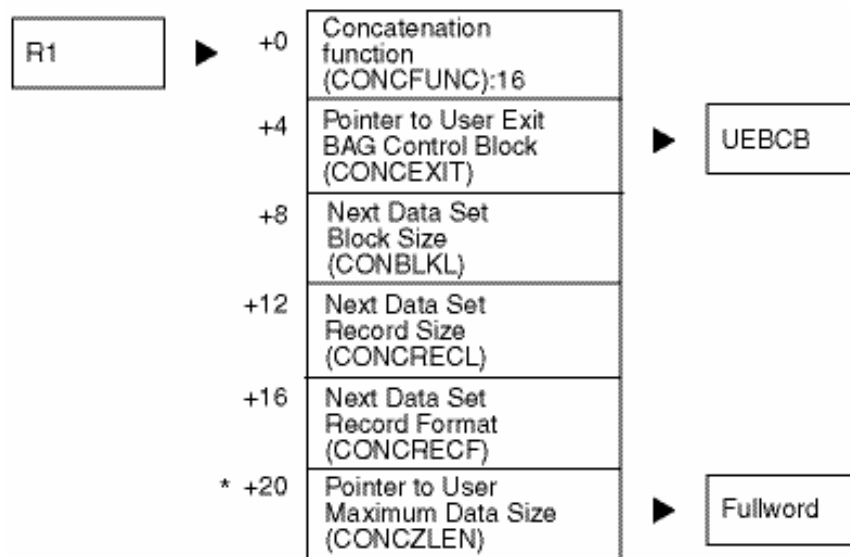 R1
+0
Concatenation
function
(CONCFUNC):16
+4
Pointer to User Exit
BAG Control Block
(CONCEXIT)
UEBCB
+8
Next Data Set
Block Size
(CONBLKL)
+12
Next Data Set
Record Size
(CONCRECL)
+16
Next Data Set
Record Format
(CONCRECF)
* +20
Pointer to User
Maximum Data Size
(CONCZLEN)
Fullword